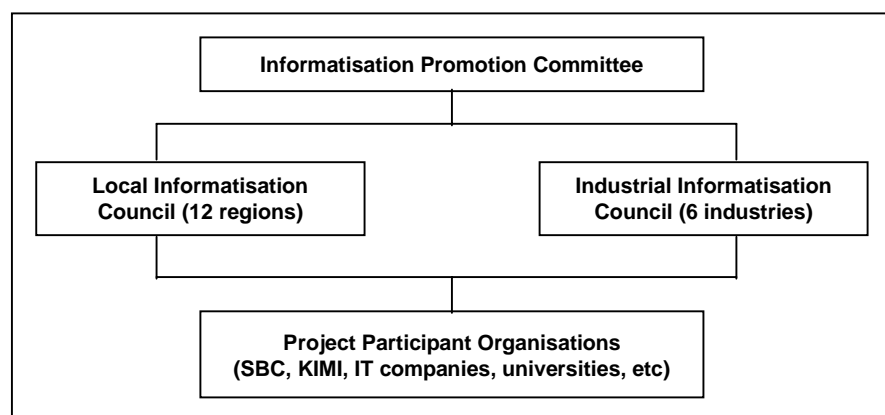 Informatisation Promotion Committee
Local Informatisation
Council (12 regions)
Industrial Informatisation
Council (6 industries)
Project Participant Organisations
(SBC, KIMI, IT companies, universities, etc)